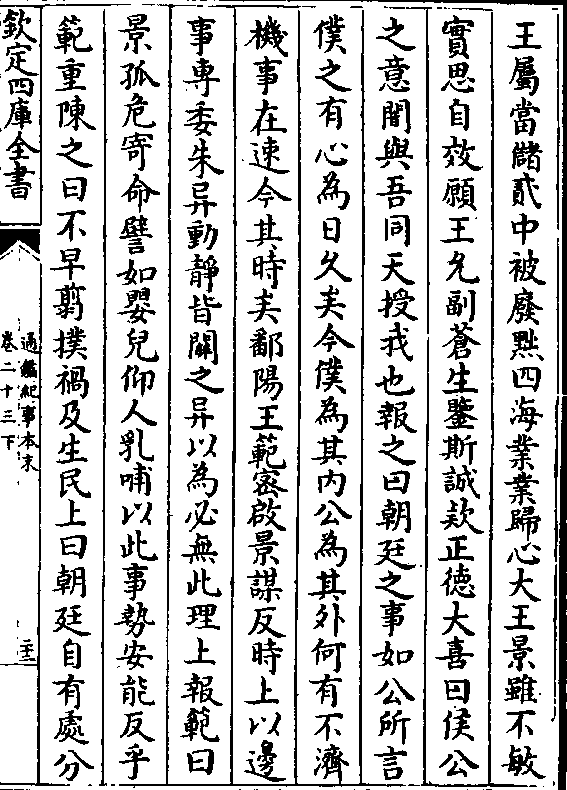 王屬當儲貳中被廢黜四海業業歸心大王景雖不敏
實思自效願王允副蒼生鑒斯誠欵正德大喜曰侯公
之意闇與吾同天授我也報之曰朝廷之事如公所言
僕之有心為日久矣今僕為其内公為其外何有不濟
機事在速今其時矣鄱陽王範宻啟景謀反時上以邊
事専委朱异動靜皆關之异以為必無此理上報範曰
景孤危寄命譬如嬰兒仰人乳哺以此事勢安能反乎
範重陳之曰不早翦撲禍及生民上曰朝廷自有處分
欽定四庫全書
通鑑紀事本末
卷二十三下